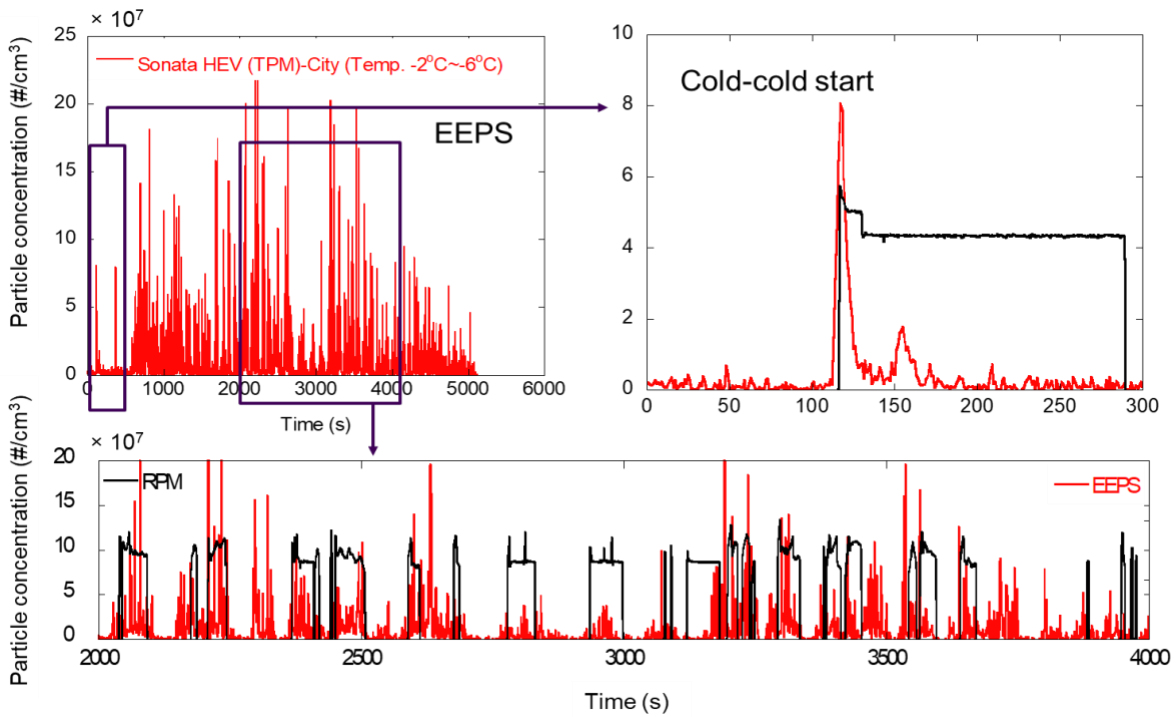 × 10⁷
Particle concentration (#/cm³)
25
20
15
10
5
0
Sonata HEV (TPM)-City (Temp. -2°C~-6°C)
EEPS
0 1000 2000 3000 4000 5000 6000
Time (s)
10
8
6
4
2
0
Cold-cold start
0 50 100 150 200 250 300
Particle concentration (#/cm³)
× 10⁷
20
15
10
5
0
RPM
EEPS
2000 2500 3000 3500 4000
Time (s)